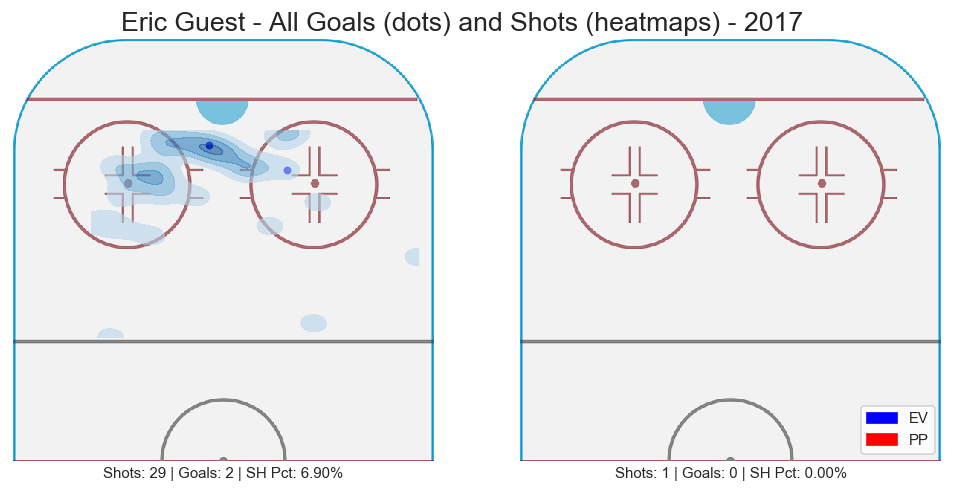 Eric Guest - All Goals (dots) and Shots (heatmaps) - 2017
EV
PP
Shots: 29 | Goals: 2 | SH Pct: 6.90%
Shots: 1 | Goals: 0 | SH Pct: 0.00%